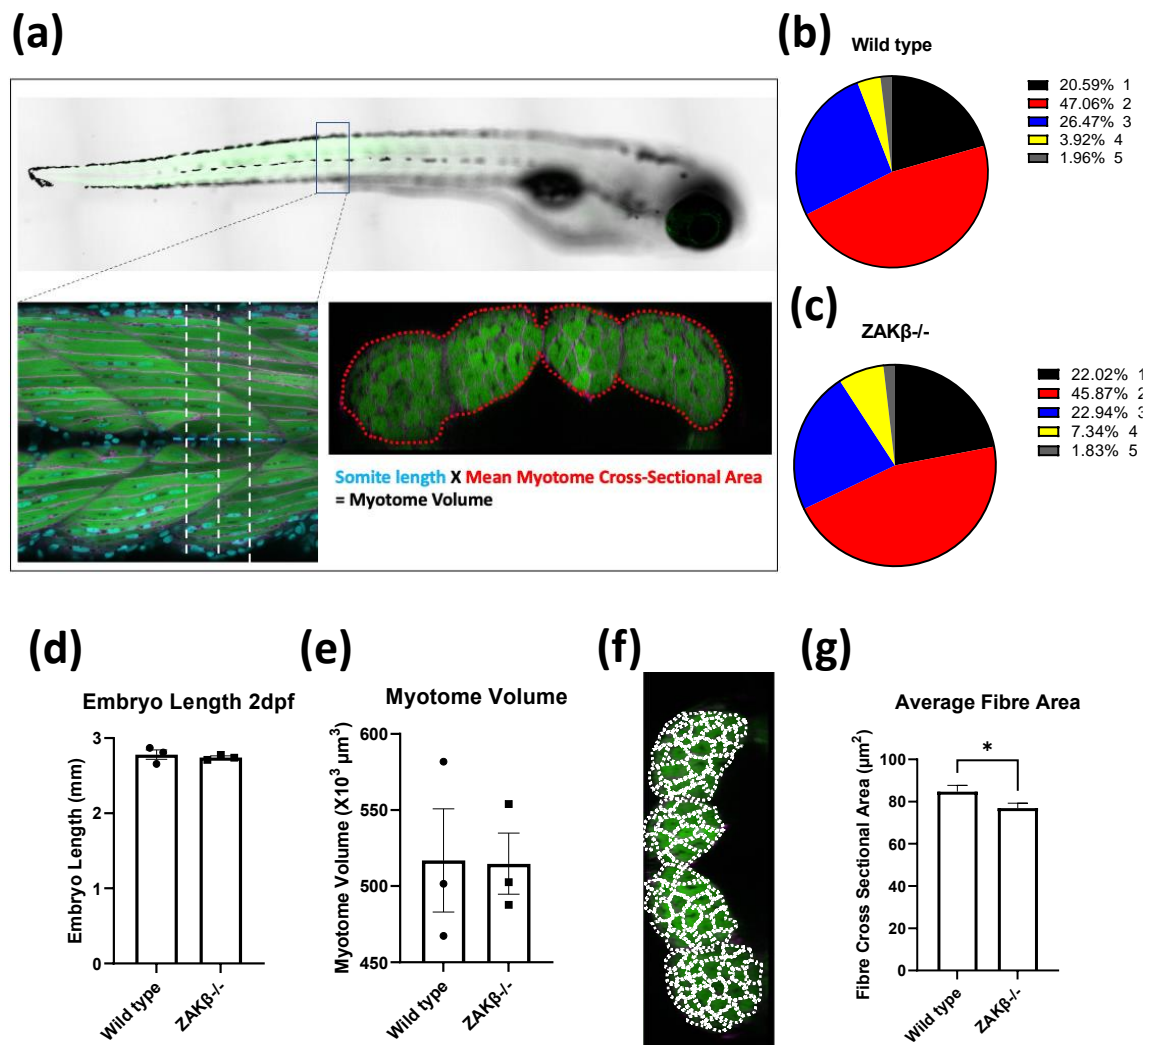 (a)
Somite length X Mean Myotome Cross-Sectional Area
= Myotome Volume
(b)
Wild type
20.59% 1
47.06% 2
26.47% 3
3.92% 4
1.96% 5
(c)
ZAKβ-/-
22.02% 1
45.87% 2
22.94% 3
7.34% 4
1.83% 5
(d)
Embryo Length 2dpf
Embryo Length (mm)
3
2
1
0
Wild type
ZAKβ-/-
(e)
Myotome Volume
Myotome Volume (X10³ µm³)
600
550
500
450
Wild type
ZAKβ-/-
(f)
(g)
Average Fibre Area
Fibre Cross Sectional Area (µm²)
100
80
60
40
20
0
*
Wild type
ZAKβ-/-